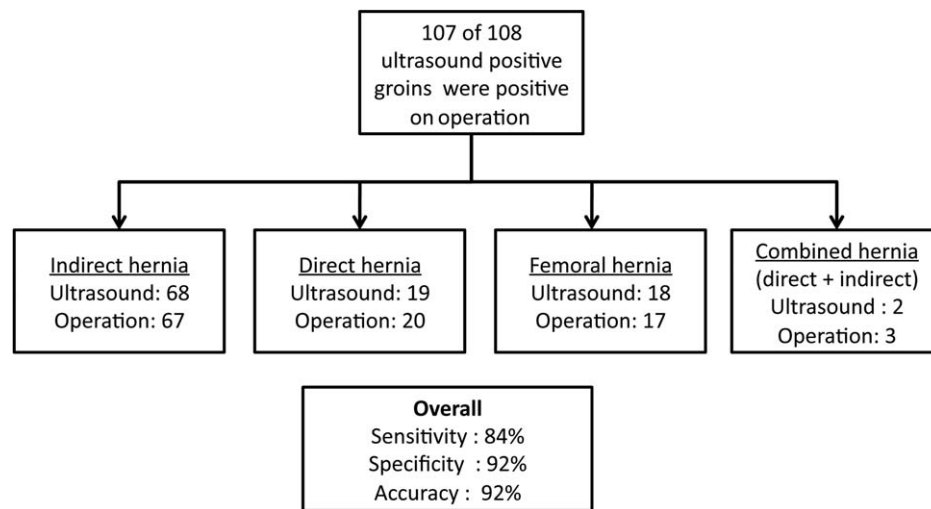 107 of 108
ultrasound positive
groins were positive
on operation
Indirect hernia
Ultrasound: 68
Operation: 67
Direct hernia
Ultrasound: 19
Operation: 20
Femoral hernia
Ultrasound: 18
Operation: 17
Combined hernia
(direct + indirect)
Ultrasound : 2
Operation: 3
Overall
Sensitivity : 84%
Specificity : 92%
Accuracy : 92%